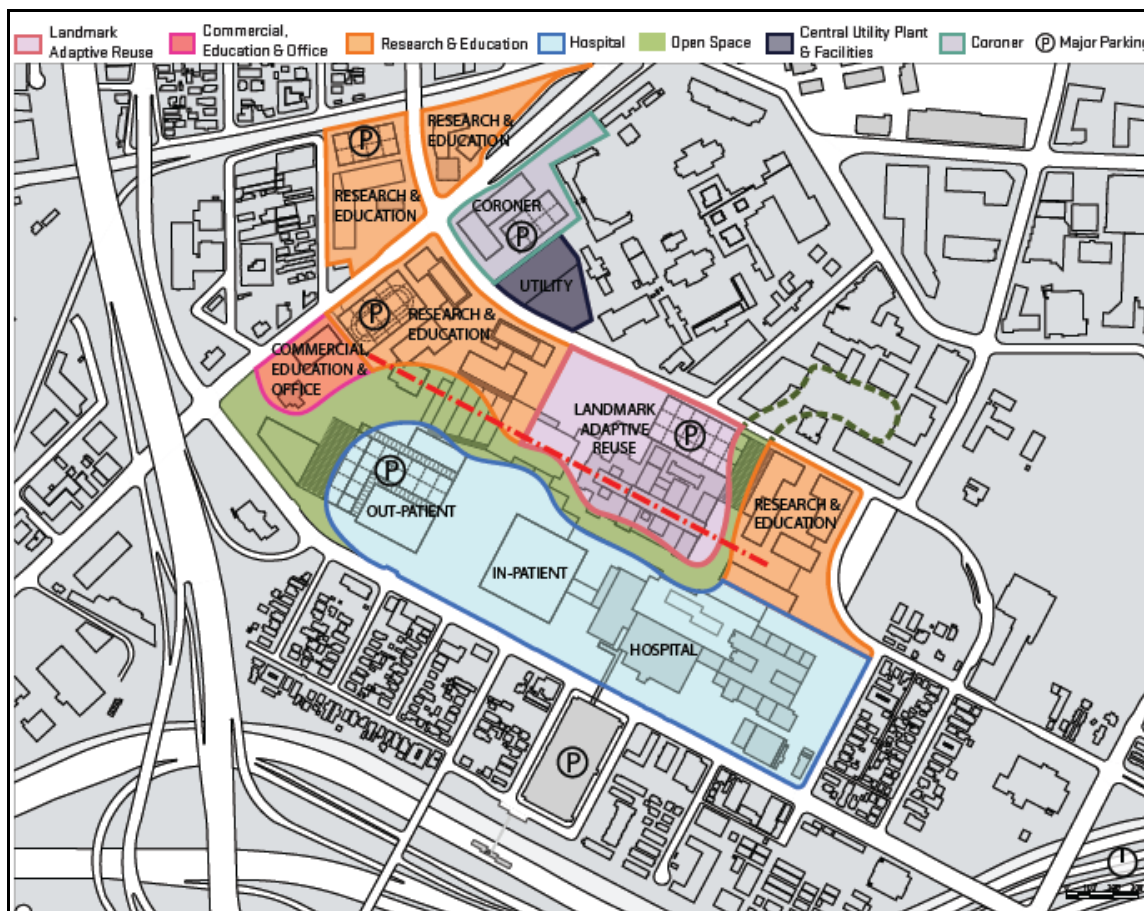 Landmark
Adaptive Reuse
Commercial,
Education & Office
Research & Education
Hospital
Open Space
Central Utility Plant
& Facilities
Coroner
P
Major Parking
P
RESEARCH &
EDUCATION
RESEARCH &
EDUCATION
CORONER
P
UTILITY
P
RESEARCH &
EDUCATION
COMMERCIAL,
EDUCATION &
OFFICE
LANDMARK
ADAPTIVE
REUSE
P
P
OUT-PATIENT
RESEARCH &
EDUCATION
IN-PATIENT
HOSPITAL
P